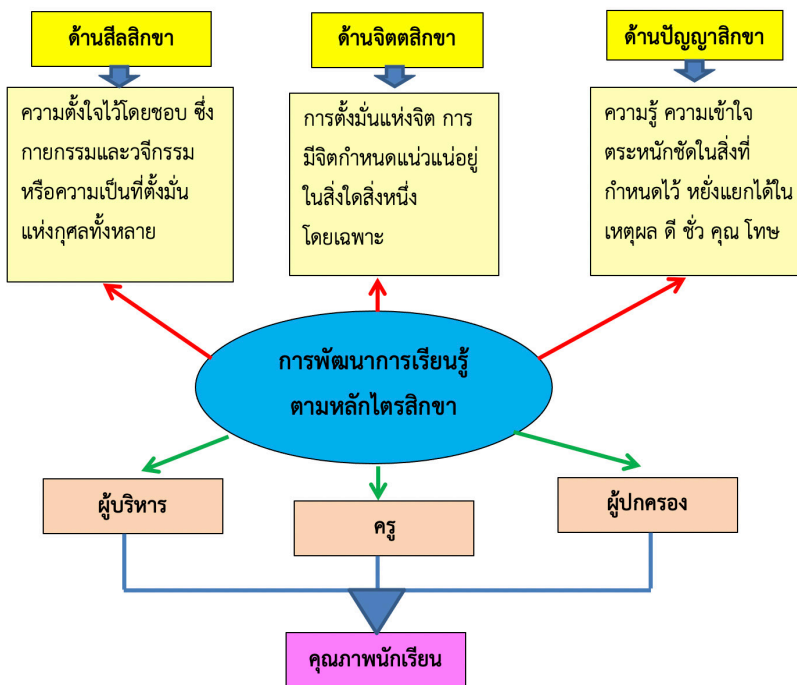 ด้านสีลสิกขา
ด้านจิตตสิกขา
ด้านปัญญาสิกขา
ความตั้งใจไว้โดยชอบ ซึ่ง
กายกรรมและวจีกรรม
หรือความเป็นที่ตั้งมั่น
แห่งกุศลทั้งหลาย
การตั้งมั่นแห่งจิต การ
มีจิตกำหนดแน่วแน่อยู่
ในสิ่งใดสิ่งหนึ่ง
โดยเฉพาะ
ความรู้ ความเข้าใจ
ตระหนักชัดในสิ่งที่
กำหนดไว้ หยั่งแยกได้ใน
เหตุผล ดี ชั่ว คุณ โทษ
การพัฒนาการเรียนรู้
ตามหลักไตรสิกขา
ผู้บริหาร
ครู
ผู้ปกครอง
คุณภาพนักเรียน